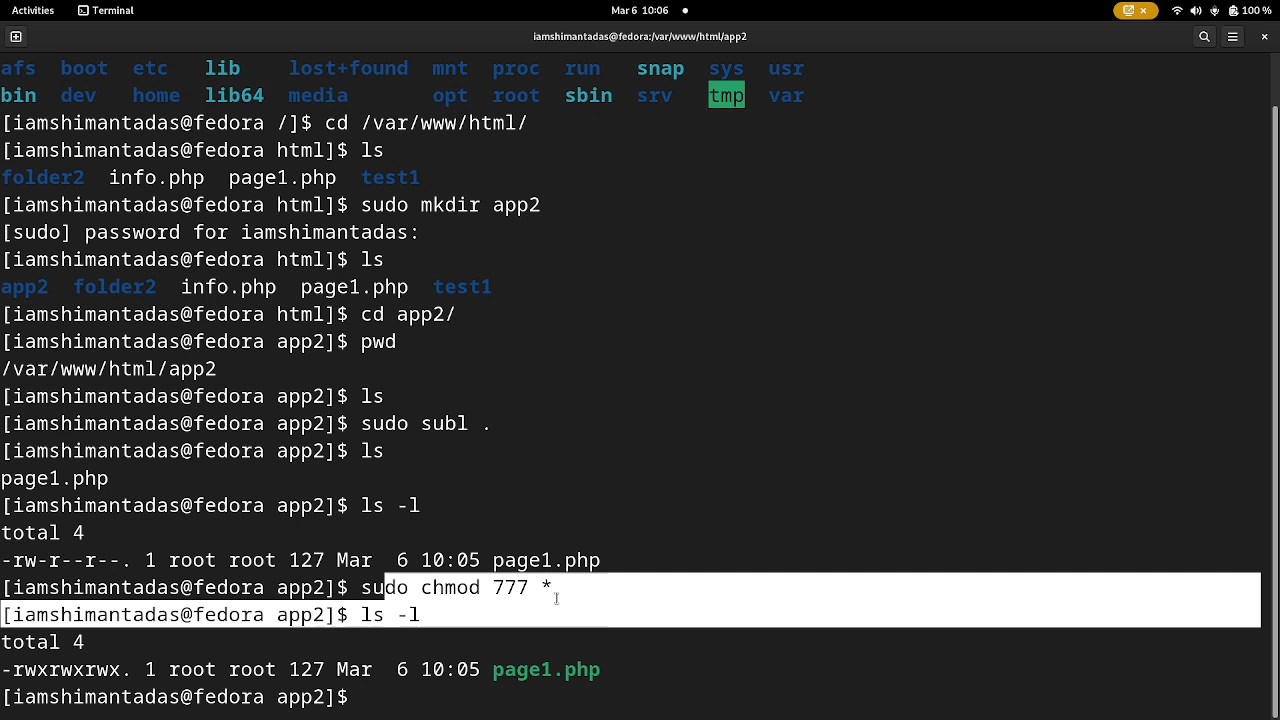 Activities Terminal Mar 6 10:06 100 %
iamshimantadas@fedora:/var/www/html/app2
afs boot etc lib lost+found mnt proc run snap sys usr
bin dev home lib64 media opt root sbin srv tmp var
[iamshimantadas@fedora /]$ cd /var/www/html/
[iamshimantadas@fedora html]$ ls
folder2 info.php page1.php test1
[iamshimantadas@fedora html]$ sudo mkdir app2
[sudo] password for iamshimantadas:
[iamshimantadas@fedora html]$ ls
app2 folder2 info.php page1.php test1
[iamshimantadas@fedora html]$ cd app2/
[iamshimantadas@fedora app2]$ pwd
/var/www/html/app2
[iamshimantadas@fedora app2]$ ls
[iamshimantadas@fedora app2]$ sudo subl .
[iamshimantadas@fedora app2]$ ls
page1.php
[iamshimantadas@fedora app2]$ ls -l
total 4
-rw-r--r--. 1 root root 127 Mar  6 10:05 page1.php
[iamshimantadas@fedora app2]$ sudo chmod 777 *
[iamshimantadas@fedora app2]$ ls -l
total 4
-rwxrwxrwx. 1 root root 127 Mar  6 10:05 page1.php
[iamshimantadas@fedora app2]$